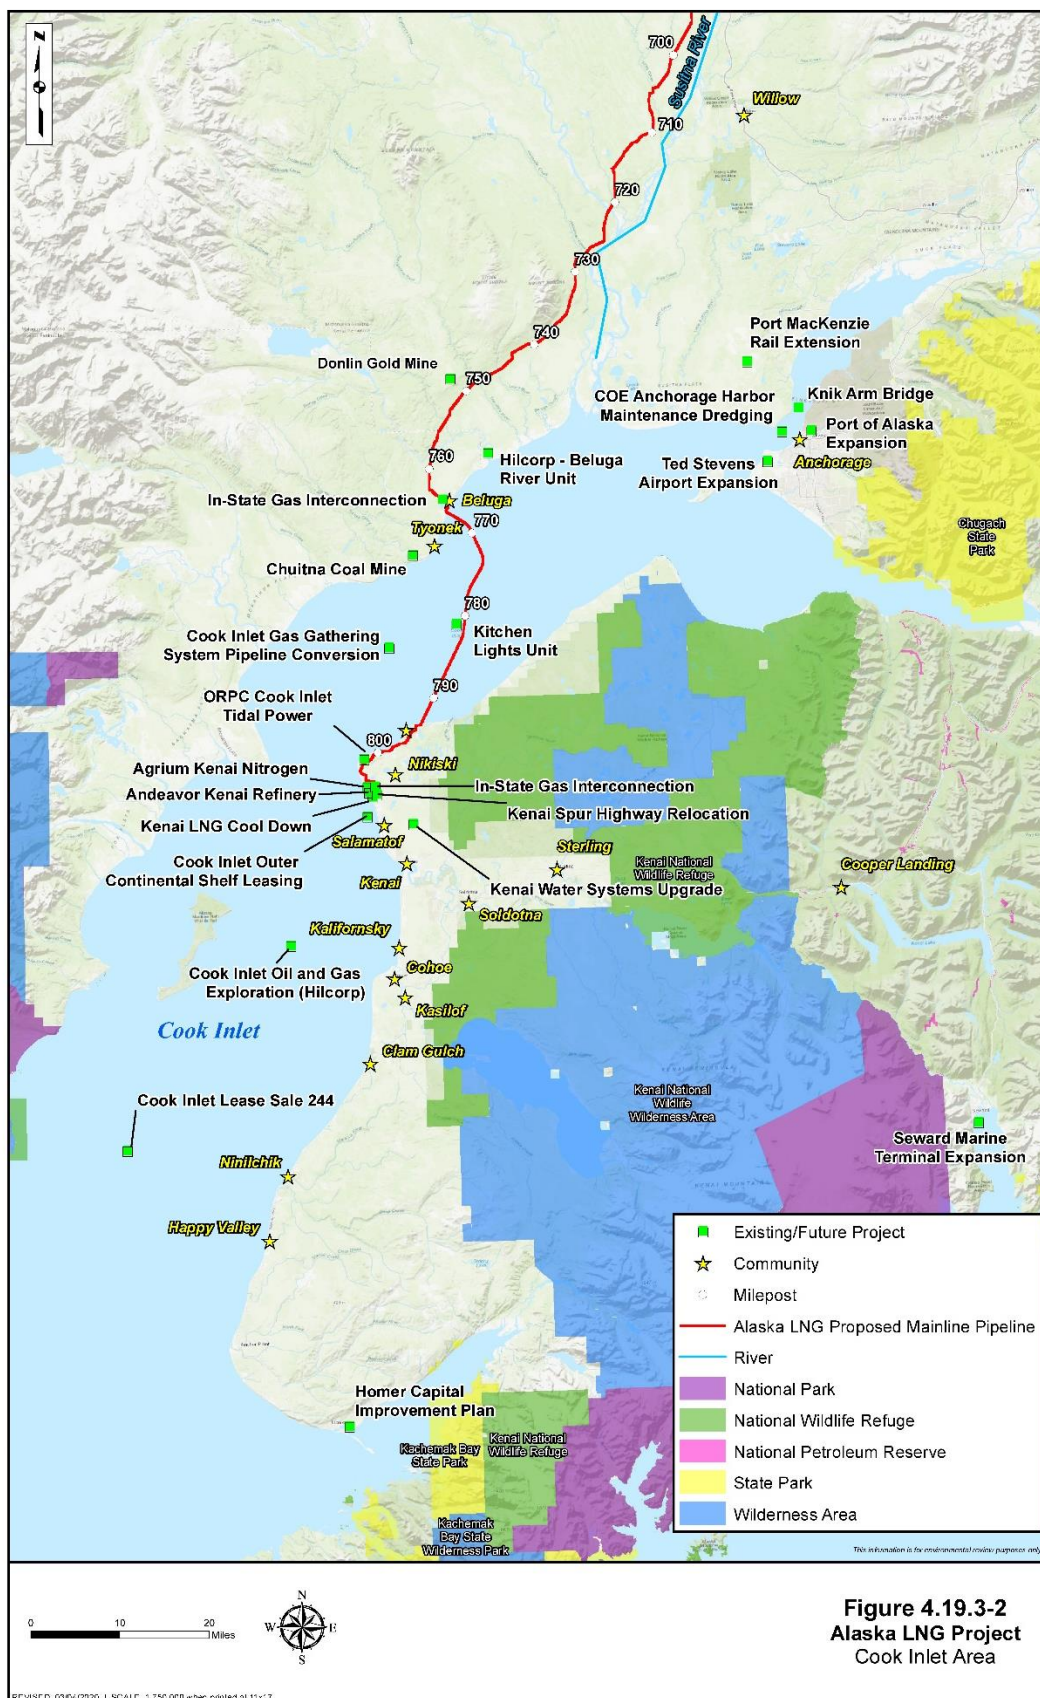 N
700
Susitna River
Willow
710
720
730
740
Port MacKenzie
Rail Extension
Donlin Gold Mine
750
COE Anchorage Harbor
Maintenance Dredging
Knik Arm Bridge
Port of Alaska
Expansion
Anchorage
Ted Stevens
Airport Expansion
760
Hilcorp - Beluga
River Unit
In-State Gas Interconnection
Beluga
770
Tyonek
Chugach
State
Park
Chuitna Coal Mine
780
Kitchen
Lights Unit
Cook Inlet Gas Gathering
System Pipeline Conversion
790
ORPC Cook Inlet
Tidal Power
800
Nikiski
Agrium Kenai Nitrogen
In-State Gas Interconnection
Andeavor Kenai Refinery
Kenai Spur Highway Relocation
Kenai LNG Cool Down
Salamatof
Sterling
Cook Inlet Outer
Continental Shelf Leasing
Kenai
Kenai Water Systems Upgrade
Kenai National
Wildlife Refuge
Cooper Landing
Soldotna
Kalifornsky
Cook Inlet Oil and Gas
Exploration (Hilcorp)
Cohoe
Kasilof
Cook Inlet
Clam Gulch
Kenai National
Wildlife
Wilderness Area
Cook Inlet Lease Sale 244
Seward Marine
Terminal Expansion
Ninilchik
Happy Valley
Existing/Future Project
Community
Milepost
Alaska LNG Proposed Mainline Pipeline
River
National Park
National Wildlife Refuge
National Petroleum Reserve
State Park
Wilderness Area
Homer Capital
Improvement Plan
Kachemak Bay
State Park
Kenai National
Wildlife Refuge
Kachemak
Bay State
Wilderness Park
This information is for environmental review purposes only
0 10 20
Miles
N
W E
S
Figure 4.19.3-2
Alaska LNG Project
Cook Inlet Area